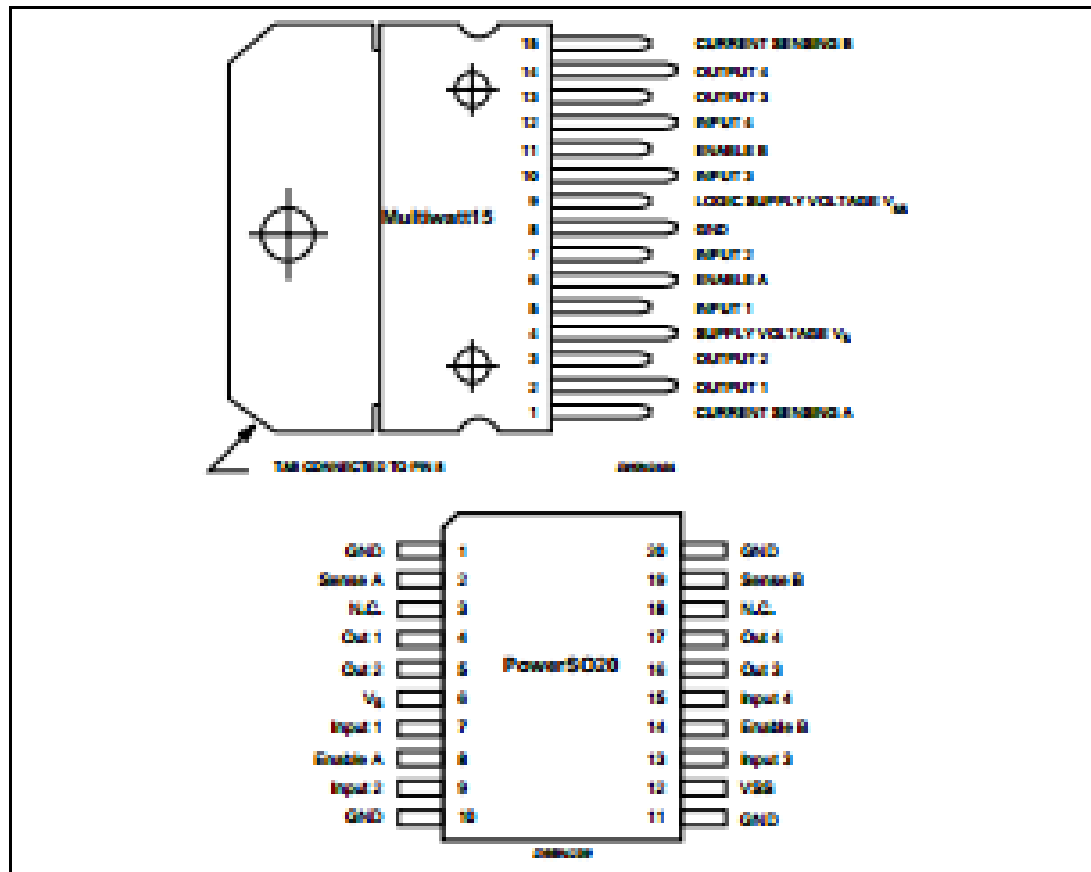 15 CURRENT SENSING B
14 OUTPUT 4
13 OUTPUT 3
12 INPUT 4
11 ENABLE B
10 INPUT 3
9 LOGIC SUPPLY VOLTAGE VSS
8 GND
7 INPUT 2
6 ENABLE A
5 INPUT 1
4 SUPPLY VOLTAGE VS
3 OUTPUT 2
2 OUTPUT 1
1 CURRENT SENSING A
Multiwatt15
TAB CONNECTED TO PIN 8
GND 1 20 GND
Sense A 2 19 Sense B
N.C. 3 18 N.C.
Out 1 4 17 Out 4
Out 2 5 16 Out 3
VS 6 15 Input 4
Input 1 7 14 Enable B
Enable A 8 13 Input 3
Input 2 9 12 VSS
GND 10 11 GND
PowerSO20